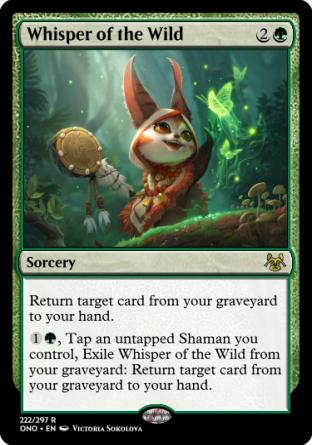 Whisper of the Wild 2
Sorcery
Return target card from your graveyard
to your hand.
1, Tap an untapped Shaman you
control, Exile Whisper of the Wild from
your graveyard: Return target card from
your graveyard to your hand.
222/297 R
ONO • EN Victoria Sokolova